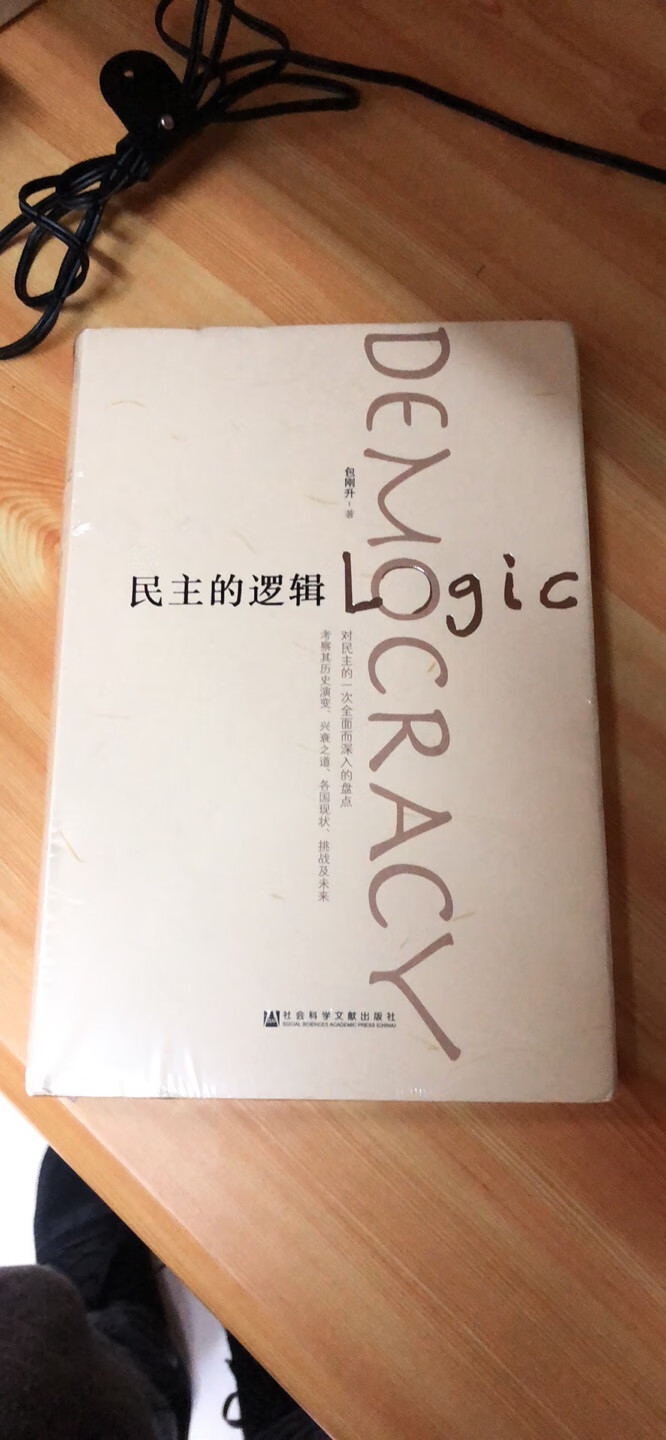 DEMOCRACY
包刚升 著
民主的逻辑 Logic
对民主的一次全面而深入的盘点
考察其历史演变、兴衰之道、各国现状、挑战及未来
社会科学文献出版社
SOCIAL SCIENCES ACADEMIC PRESS (CHINA)